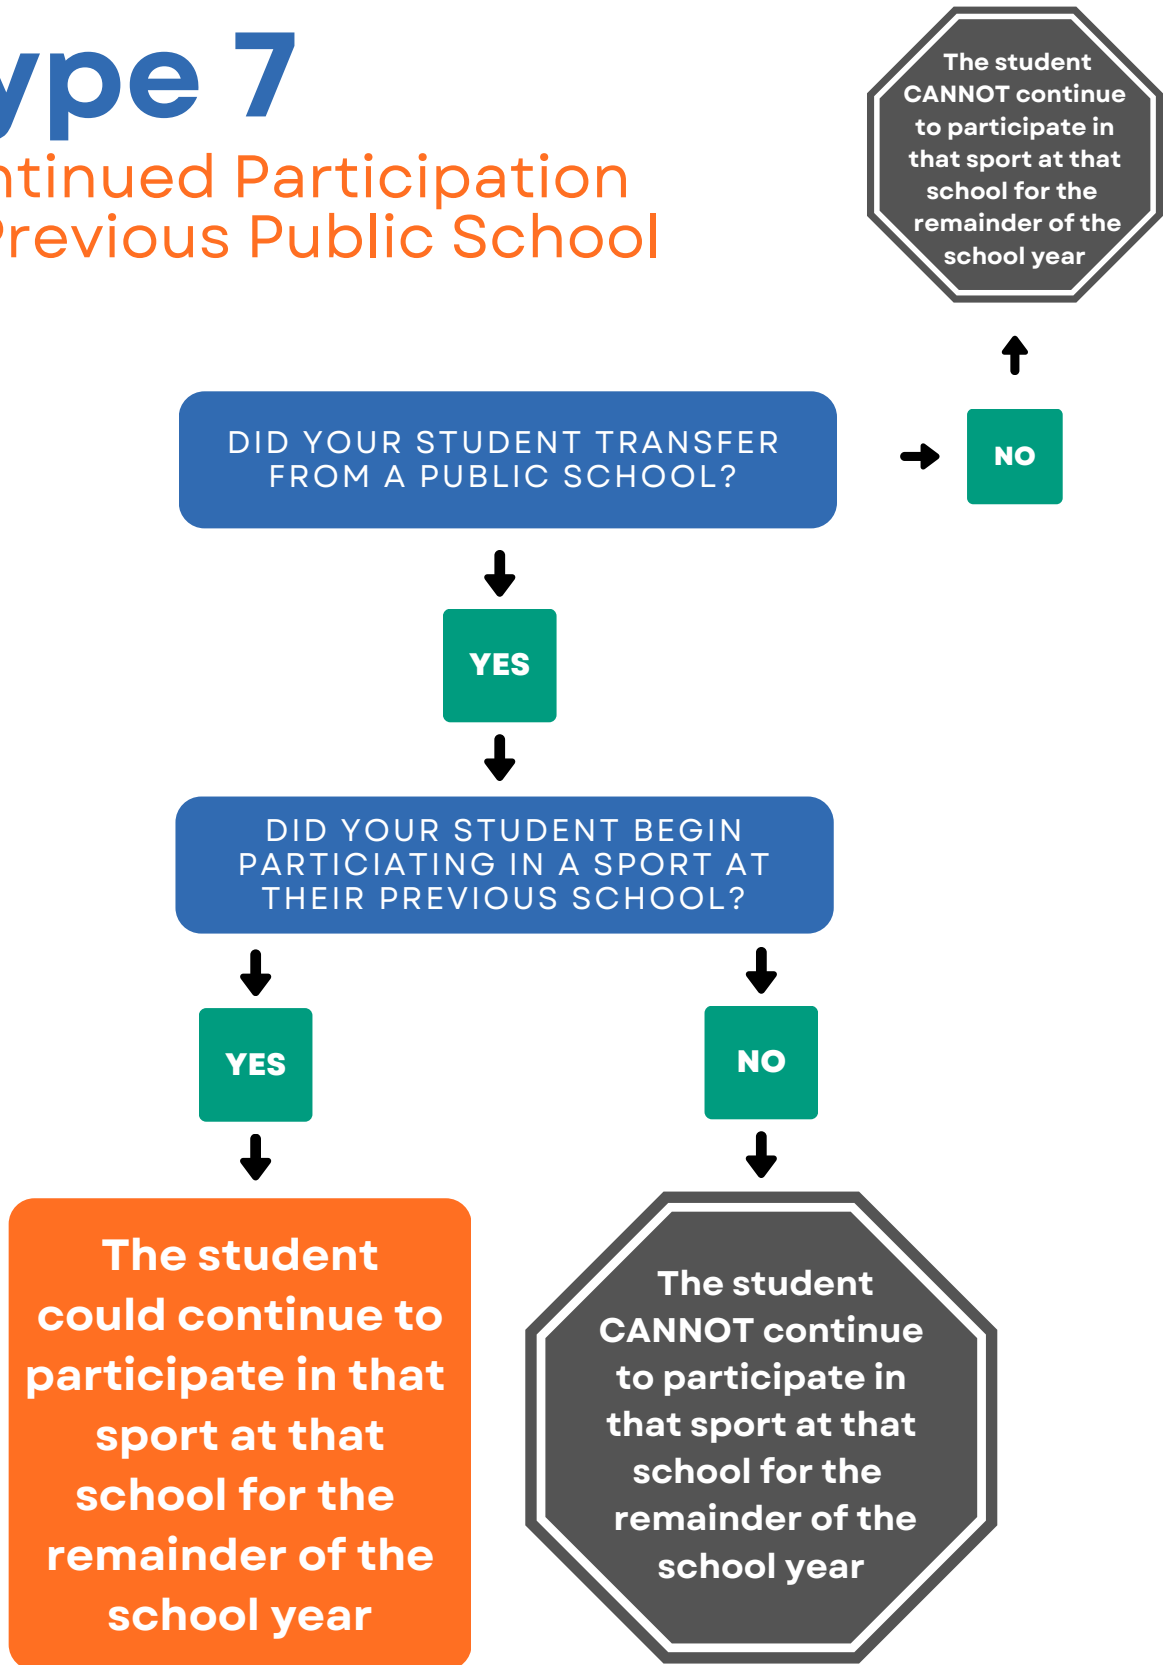 ype 7
ntinued Participation
Previous Public School
The student
CANNOT continue
to participate in
that sport at that
school for the
remainder of the
school year
DID YOUR STUDENT TRANSFER
FROM A PUBLIC SCHOOL?
NO
YES
DID YOUR STUDENT BEGIN
PARTICIATING IN A SPORT AT
THEIR PREVIOUS SCHOOL?
YES
NO
The student
could continue to
participate in that
sport at that
school for the
remainder of the
school year
The student
CANNOT continue
to participate in
that sport at that
school for the
remainder of the
school year